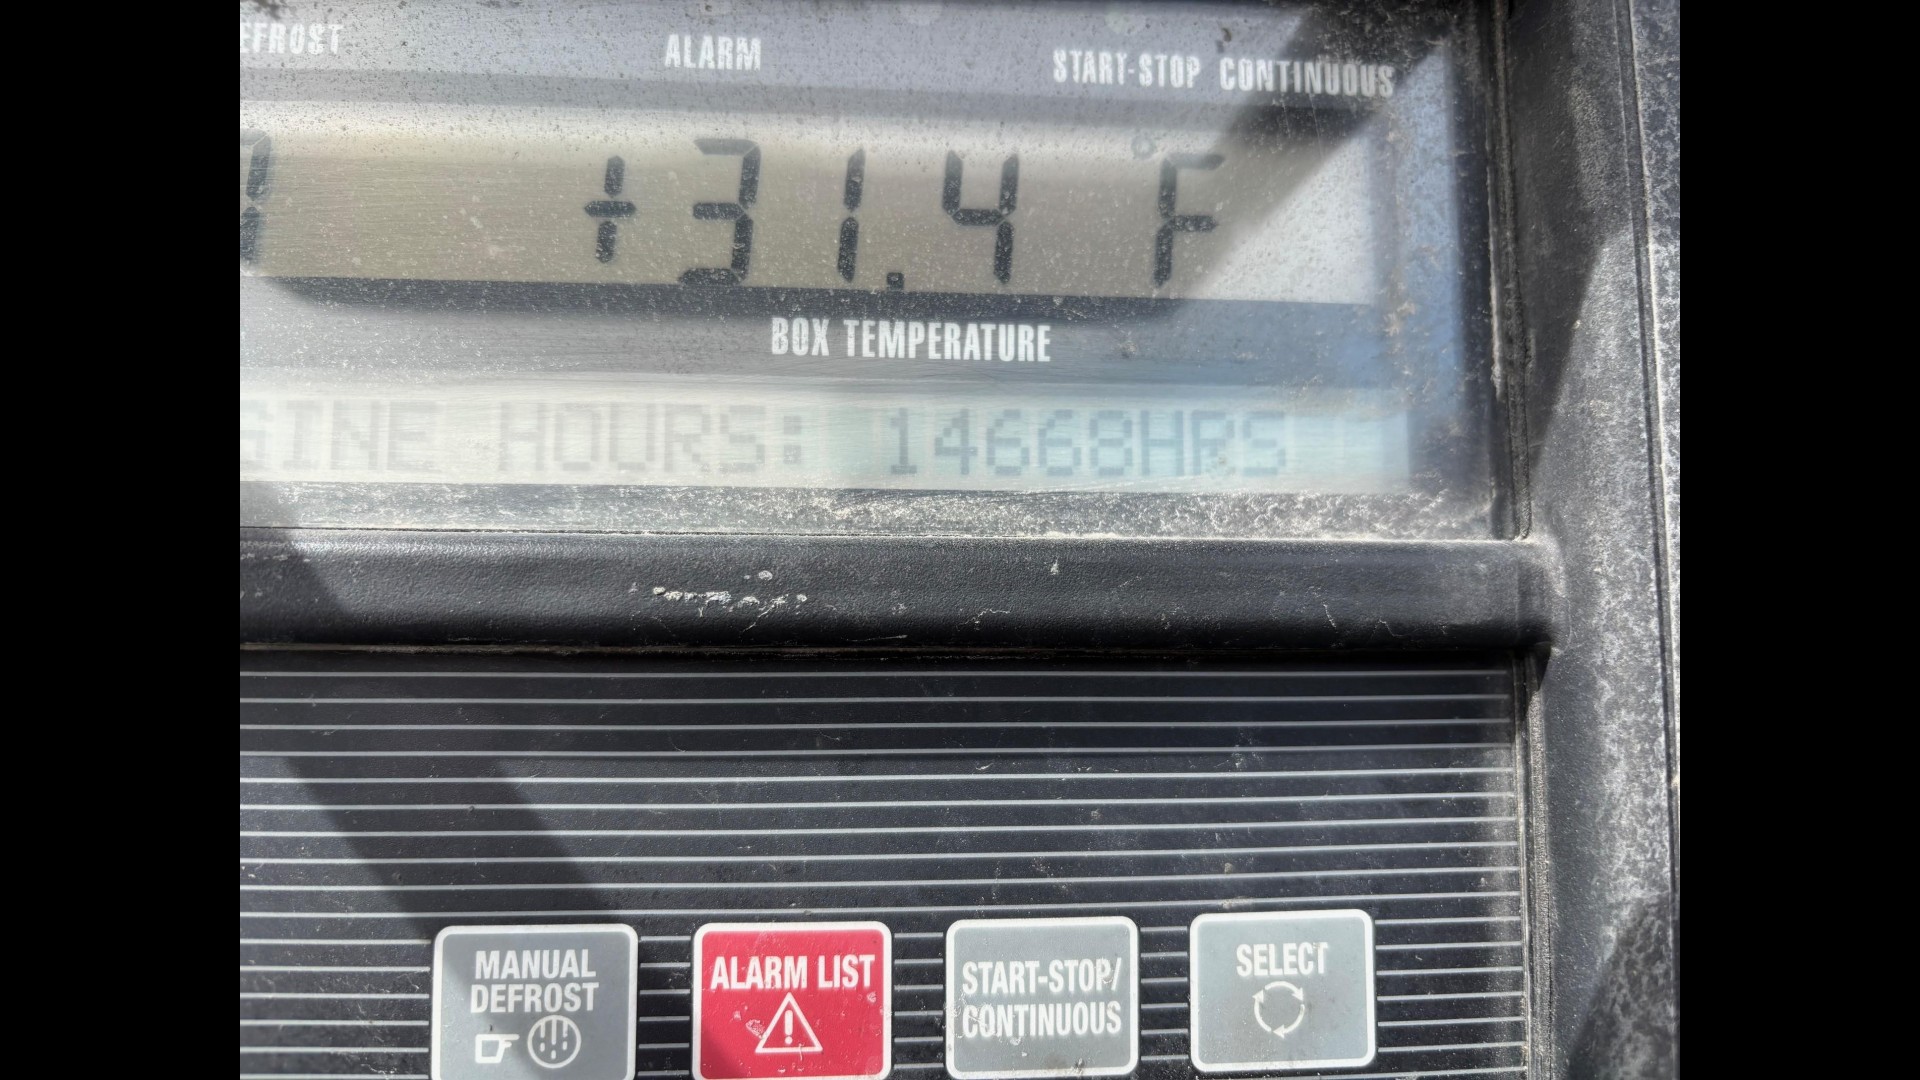 EFROST ALARM START-STOP CONTINUOUS
+31.4 °F
BOX TEMPERATURE
GINE HOURS: 14668HRS
MANUAL DEFROST
ALARM LIST
START-STOP/
CONTINUOUS
SELECT